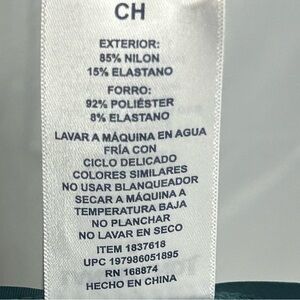 CH
EXTERIOR:
85% NILON
15% ELASTANO
FORRO:
92% POLIÉSTER
8% ELASTANO
LAVAR A MÁQUINA EN AGUA
FRÍA CON
CICLO DELICADO
COLORES SIMILARES
NO USAR BLANQUEADOR
SECAR A MÁQUINA A
TEMPERATURA BAJA
NO PLANCHAR
NO LAVAR EN SECO
ITEM 1837618
UPC 197986051895
RN 168874
HECHO EN CHINA